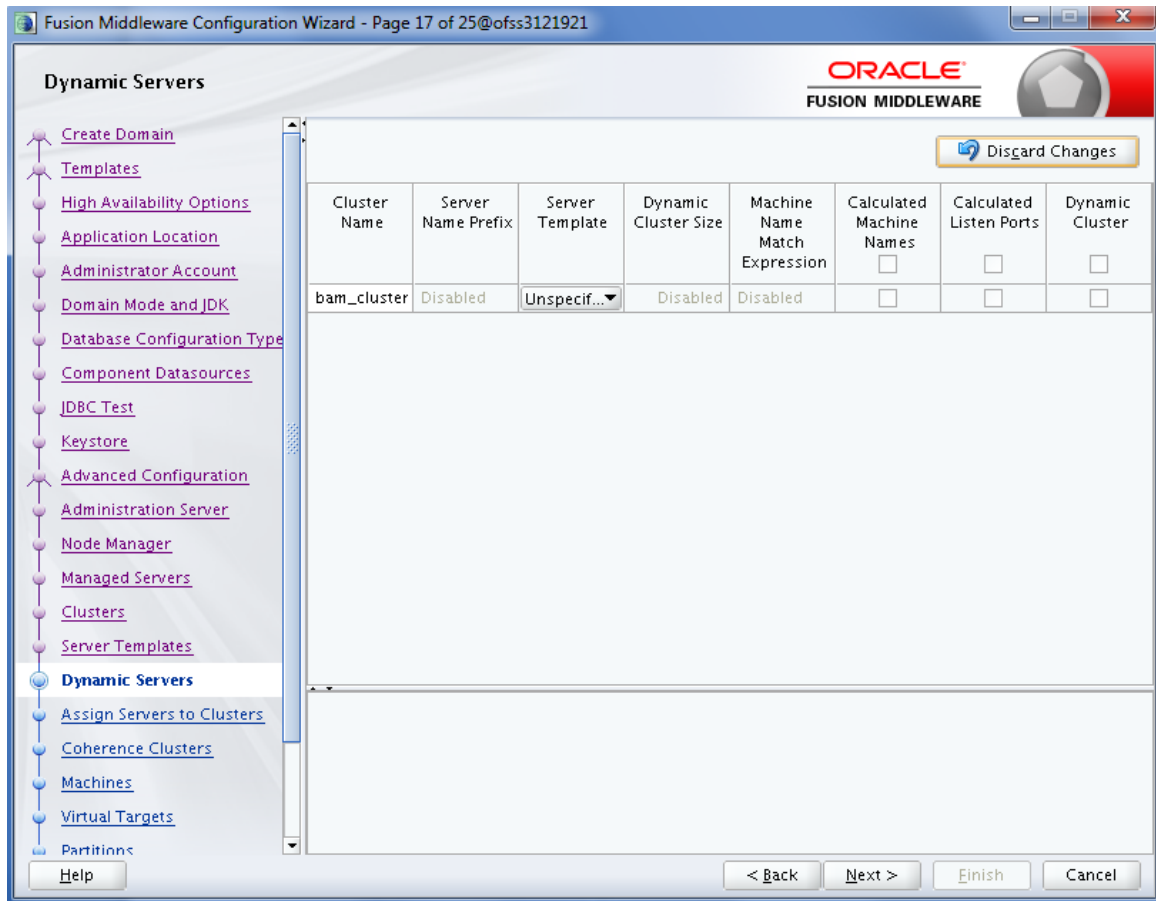 Fusion Middleware Configuration Wizard - Page 17 of 25@ofss3121921
Dynamic Servers
ORACLE
FUSION MIDDLEWARE
Create Domain
Templates
High Availability Options
Application Location
Administrator Account
Domain Mode and JDK
Database Configuration Type
Component Datasources
JDBC Test
Keystore
Advanced Configuration
Administration Server
Node Manager
Managed Servers
Clusters
Server Templates
Dynamic Servers
Assign Servers to Clusters
Coherence Clusters
Machines
Virtual Targets
Partitions
Discard Changes
Cluster Name
Server Name Prefix
Server Template
Dynamic Cluster Size
Machine Name Match Expression
Calculated Machine Names
Calculated Listen Ports
Dynamic Cluster
bam_cluster Disabled Unspecif... Disabled Disabled
Help
< Back
Next >
Finish
Cancel